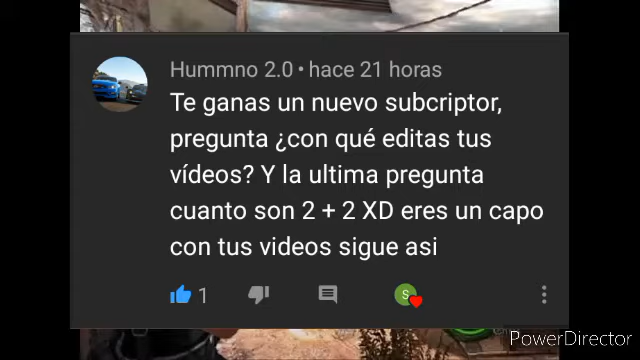 Hummno 2.0 • hace 21 horas
Te ganas un nuevo subcriptor,
pregunta ¿con qué editas tus
vídeos? Y la ultima pregunta
cuanto son 2 + 2 XD eres un capo
con tus videos sigue asi
1
S
PowerDirector